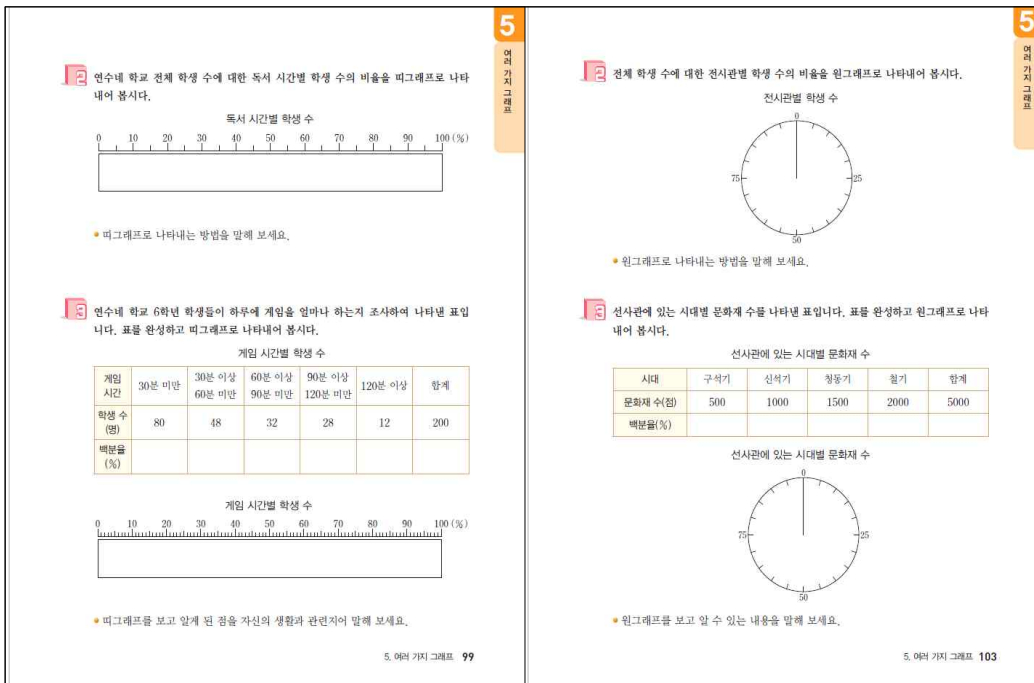 5
여러 가지 그래프
2 연수네 학교 전체 학생 수에 대한 독서 시간별 학생 수의 비율을 띠그래프로 나타
내어 봅시다.
독서 시간별 학생 수
0 10 20 30 40 50 60 70 80 90 100 (%)
띠그래프로 나타내는 방법을 말해 보세요.
3 연수네 학교 6학년 학생들이 하루에 게임을 얼마나 하는지 조사하여 나타낸 표입
니다. 표를 완성하고 띠그래프로 나타내어 봅시다.
게임 시간별 학생 수
게임 시간 30분 미만 30분 이상 60분 미만 60분 이상 90분 미만 90분 이상 120분 미만 120분 이상 합계
학생 수 (명) 80 48 32 28 12 200
백분율 (%)
게임 시간별 학생 수
0 10 20 30 40 50 60 70 80 90 100 (%)
띠그래프를 보고 알게 된 점을 자신의 생활과 관련지어 말해 보세요.
5. 여러 가지 그래프 99
5
여러 가지 그래프
2 전체 학생 수에 대한 전시관별 학생 수의 비율을 원그래프로 나타내어 봅시다.
전시관별 학생 수
0
75 25
50
원그래프로 나타내는 방법을 말해 보세요.
3 선사관에 있는 시대별 문화재 수를 나타낸 표입니다. 표를 완성하고 원그래프로 나타
내어 봅시다.
선사관에 있는 시대별 문화재 수
시대 구석기 신석기 청동기 철기 합계
문화재 수(점) 500 1000 1500 2000 5000
백분율(%)
선사관에 있는 시대별 문화재 수
0
75 25
50
원그래프를 보고 알 수 있는 내용을 말해 보세요.
5. 여러 가지 그래프 103